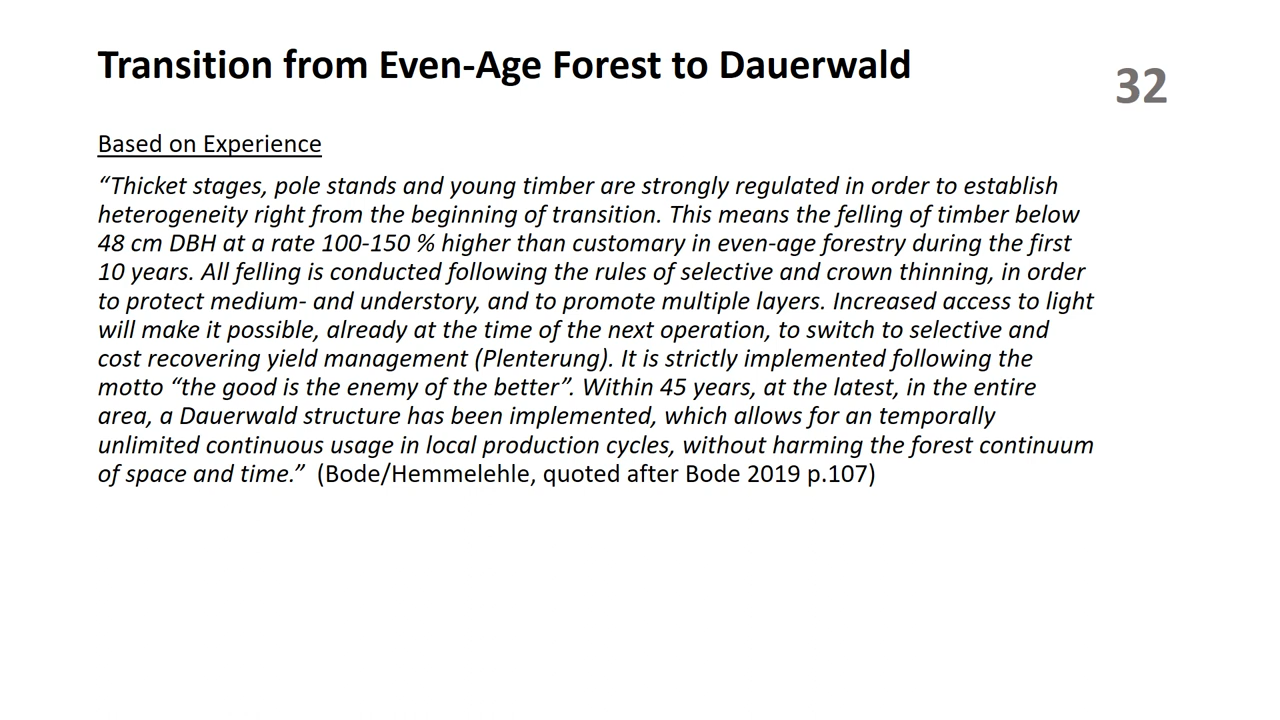 Transition from Even-Age Forest to Dauerwald
32
Based on Experience
“Thicket stages, pole stands and young timber are strongly regulated in order to establish
heterogeneity right from the beginning of transition. This means the felling of timber below
48 cm DBH at a rate 100-150 % higher than customary in even-age forestry during the first
10 years. All felling is conducted following the rules of selective and crown thinning, in order
to protect medium- and understory, and to promote multiple layers. Increased access to light
will make it possible, already at the time of the next operation, to switch to selective and
cost recovering yield management (Plenterung). It is strictly implemented following the
motto “the good is the enemy of the better”. Within 45 years, at the latest, in the entire
area, a Dauerwald structure has been implemented, which allows for an temporally
unlimited continuous usage in local production cycles, without harming the forest continuum
of space and time.” (Bode/Hemmelehle, quoted after Bode 2019 p.107)